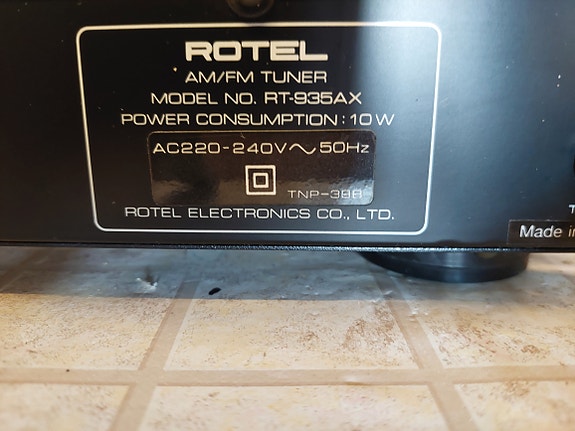 ROTEL
AM/FM TUNER
MODEL NO. RT-935AX
POWER CONSUMPTION : 10W
AC220-240V～50Hz
TNP-388
ROTEL ELECTRONICS CO., LTD.
Made in